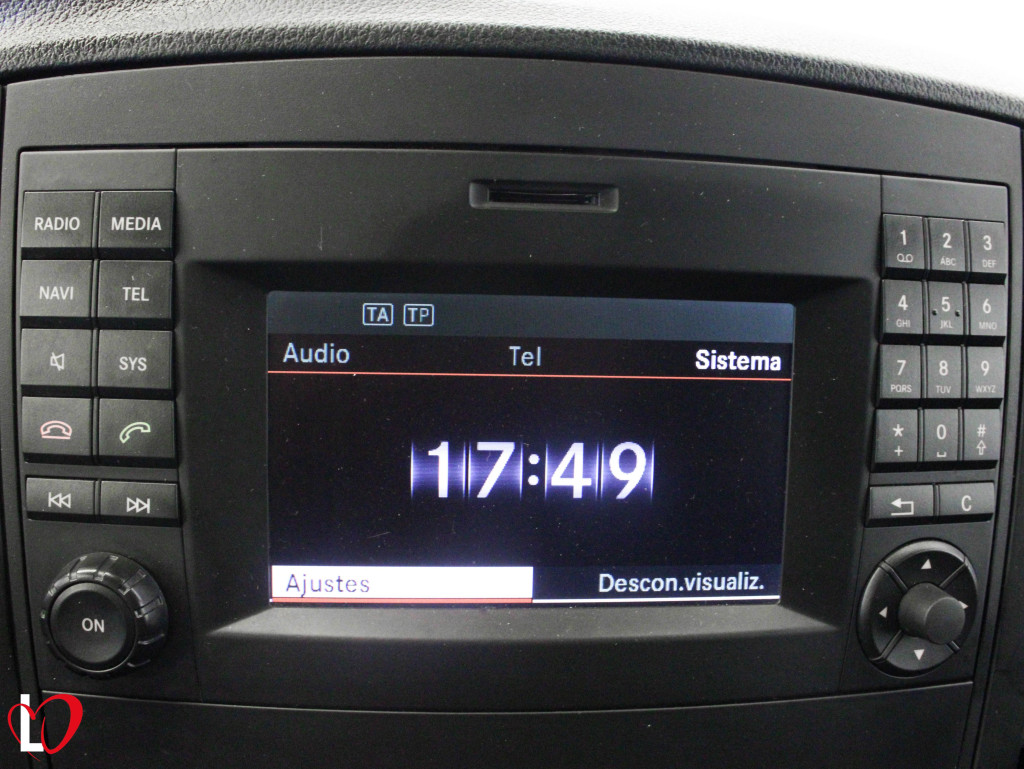 RADIO MEDIA
NAVI TEL
SYS
ON
TA TP
Audio Tel Sistema
17:49
Ajustes Descon.visualiz.
1 2 ABC 3 DEF
4 GHI 5 JKL 6 MNO
7 PQRS 8 TUV 9 WXYZ
* + 0 #
C
L